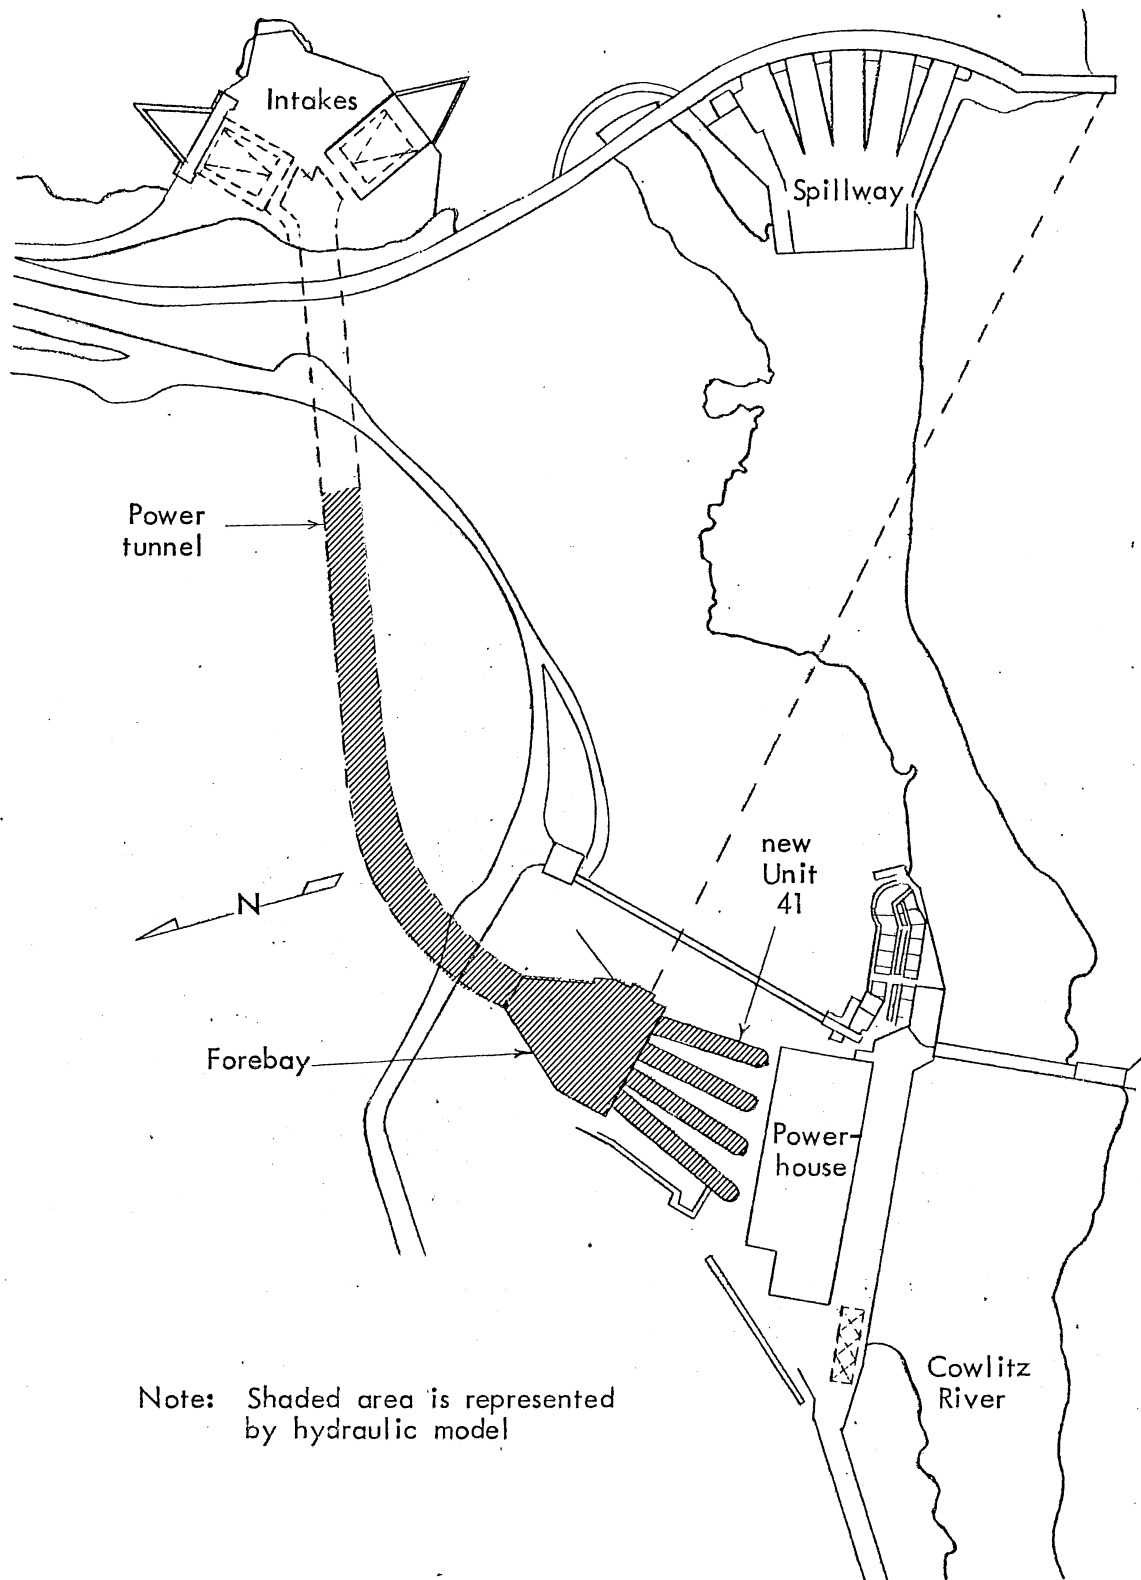 Intakes
Spillway
Power
tunnel
new
Unit
41
N
Forebay
Power-
house
Cowlitz
River
Note: Shaded area is represented
by hydraulic model